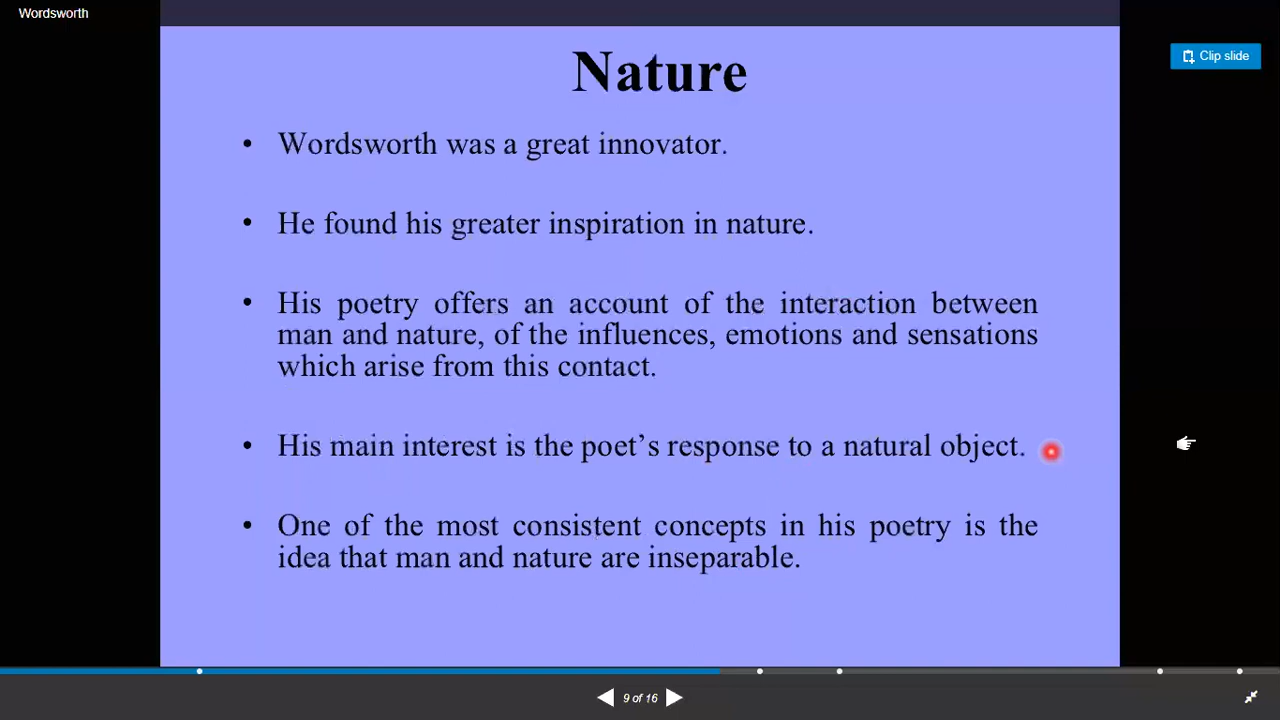 Wordsworth
Clip slide
Nature
• Wordsworth was a great innovator.
• He found his greater inspiration in nature.
• His poetry offers an account of the interaction between
man and nature, of the influences, emotions and sensations
which arise from this contact.
• His main interest is the poet’s response to a natural object.
• One of the most consistent concepts in his poetry is the
idea that man and nature are inseparable.
9 of 16